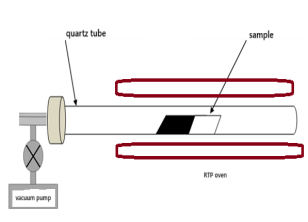 quartz tube
sample
RTP oven
vacuum pump